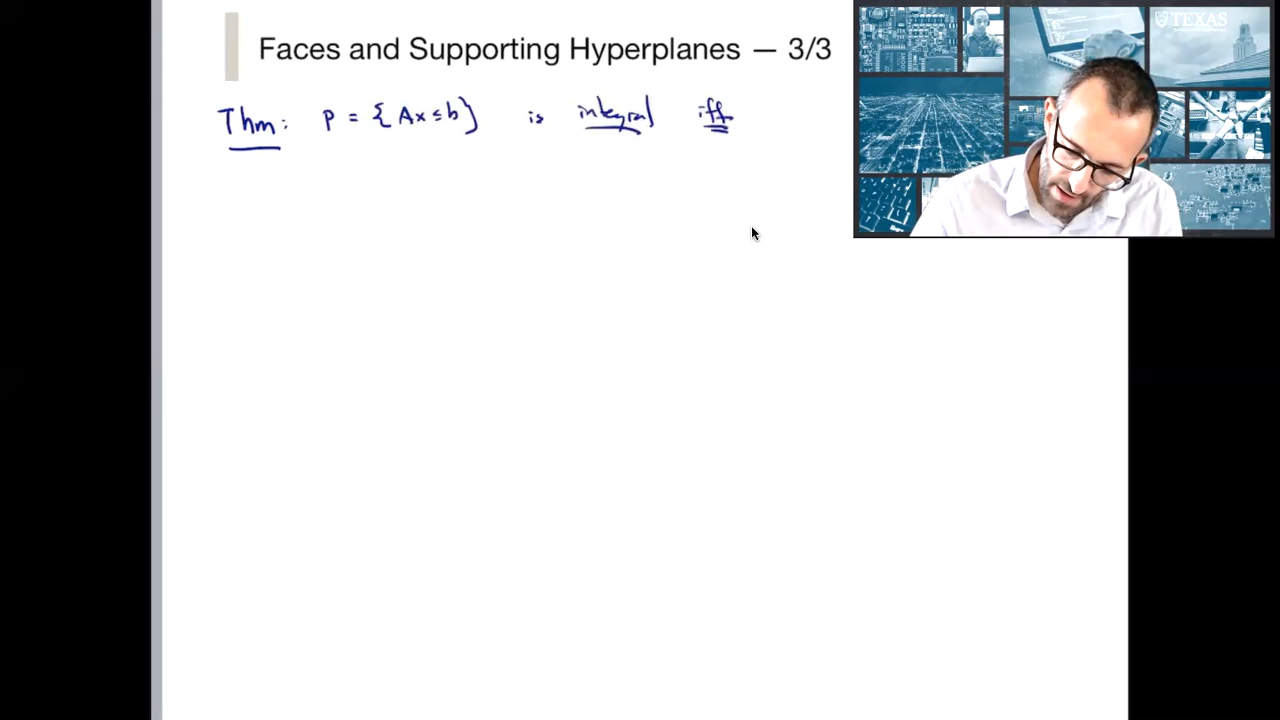 Faces and Supporting Hyperplanes — 3/3
TEXAS
Thm: P = {Ax ≤ b} is integral iff